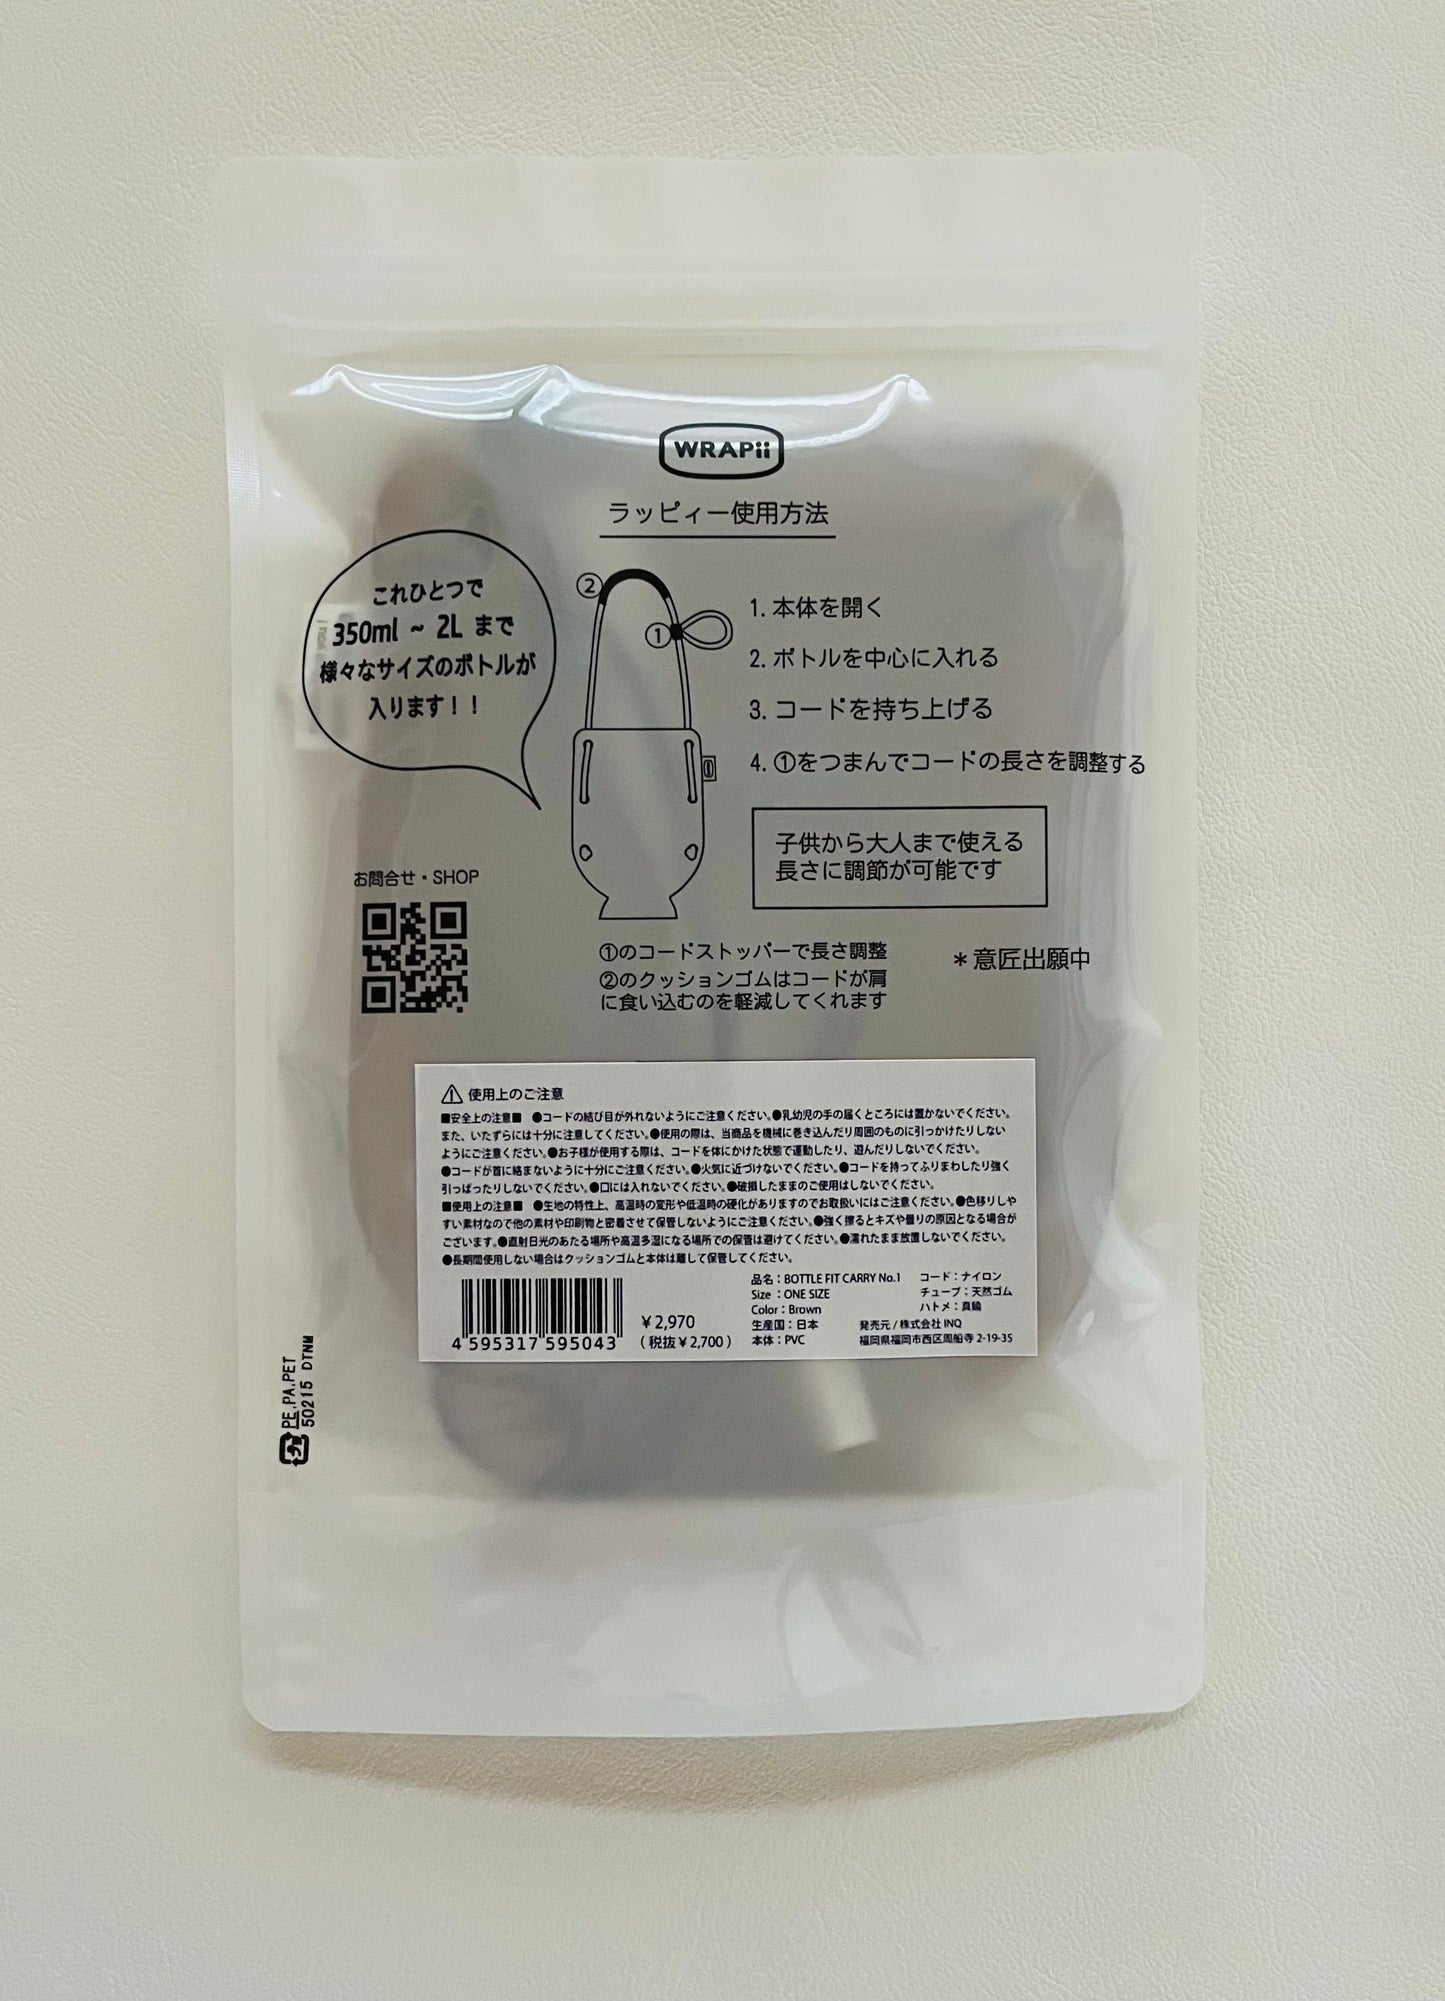 WRAPii
ラッピィー使用方法
これひとつで
350ml ~ 2L まで
様々なサイズのボトルが
入ります！！
②
①
1. 本体を開く
2. ボトルを中心に入れる
3. コードを持ち上げる
4. ①をつまんでコードの長さを調整する
子供から大人まで使える
長さに調節が可能です
お問合せ・SHOP
①のコードストッパーで長さ調整
②のクッションゴムはコードが肩
に食い込むのを軽減してくれます
＊意匠出願中
⚠ 使用上のご注意
■安全上の注意■ ●コードの結び目が外れないようにご注意ください。●乳幼児の手の届くところには置かないでください。
また、いたずらには十分に注意してください。●使用の際は、当商品を機械に巻き込んだり周囲のものに引っかけたりしない
ようにご注意ください。●お子様が使用する際は、コードを体にかけた状態で運動したり、遊んだりしないでください。
●コードが首に絡まないように十分にご注意ください。●火気に近づけないでください。●コードを持ってふりまわしたり強く
引っぱったりしないでください。●口には入れないでください。●破損したままのご使用はしないでください。
■使用上の注意■ ●生地の特性上、高温時の変形や低温時の硬化がありますのでお取扱いにはご注意ください。●色移りしや
すい素材なので他の素材や印刷物と密着させて保管しないようにご注意ください。●強く擦るとキズや曇りの原因となる場合が
ございます。●直射日光のあたる場所や高温多湿になる場所での保管は避けてください。●濡れたまま放置しないでください。
●長期間使用しない場合はクッションゴムと本体は離して保管してください。
4 595317 595043
￥2,970
（税抜￥2,700）
品名：BOTTLE FIT CARRY No.1
Size ：ONE SIZE
Color：Brown
生産国：日本
本体：PVC
コード：ナイロン
チューブ：天然ゴム
ハトメ：真鍮
発売元 / 株式会社 INQ
福岡県福岡市西区周船寺 2-19-35
プラ
PE,PA,PET
50215 DTNM